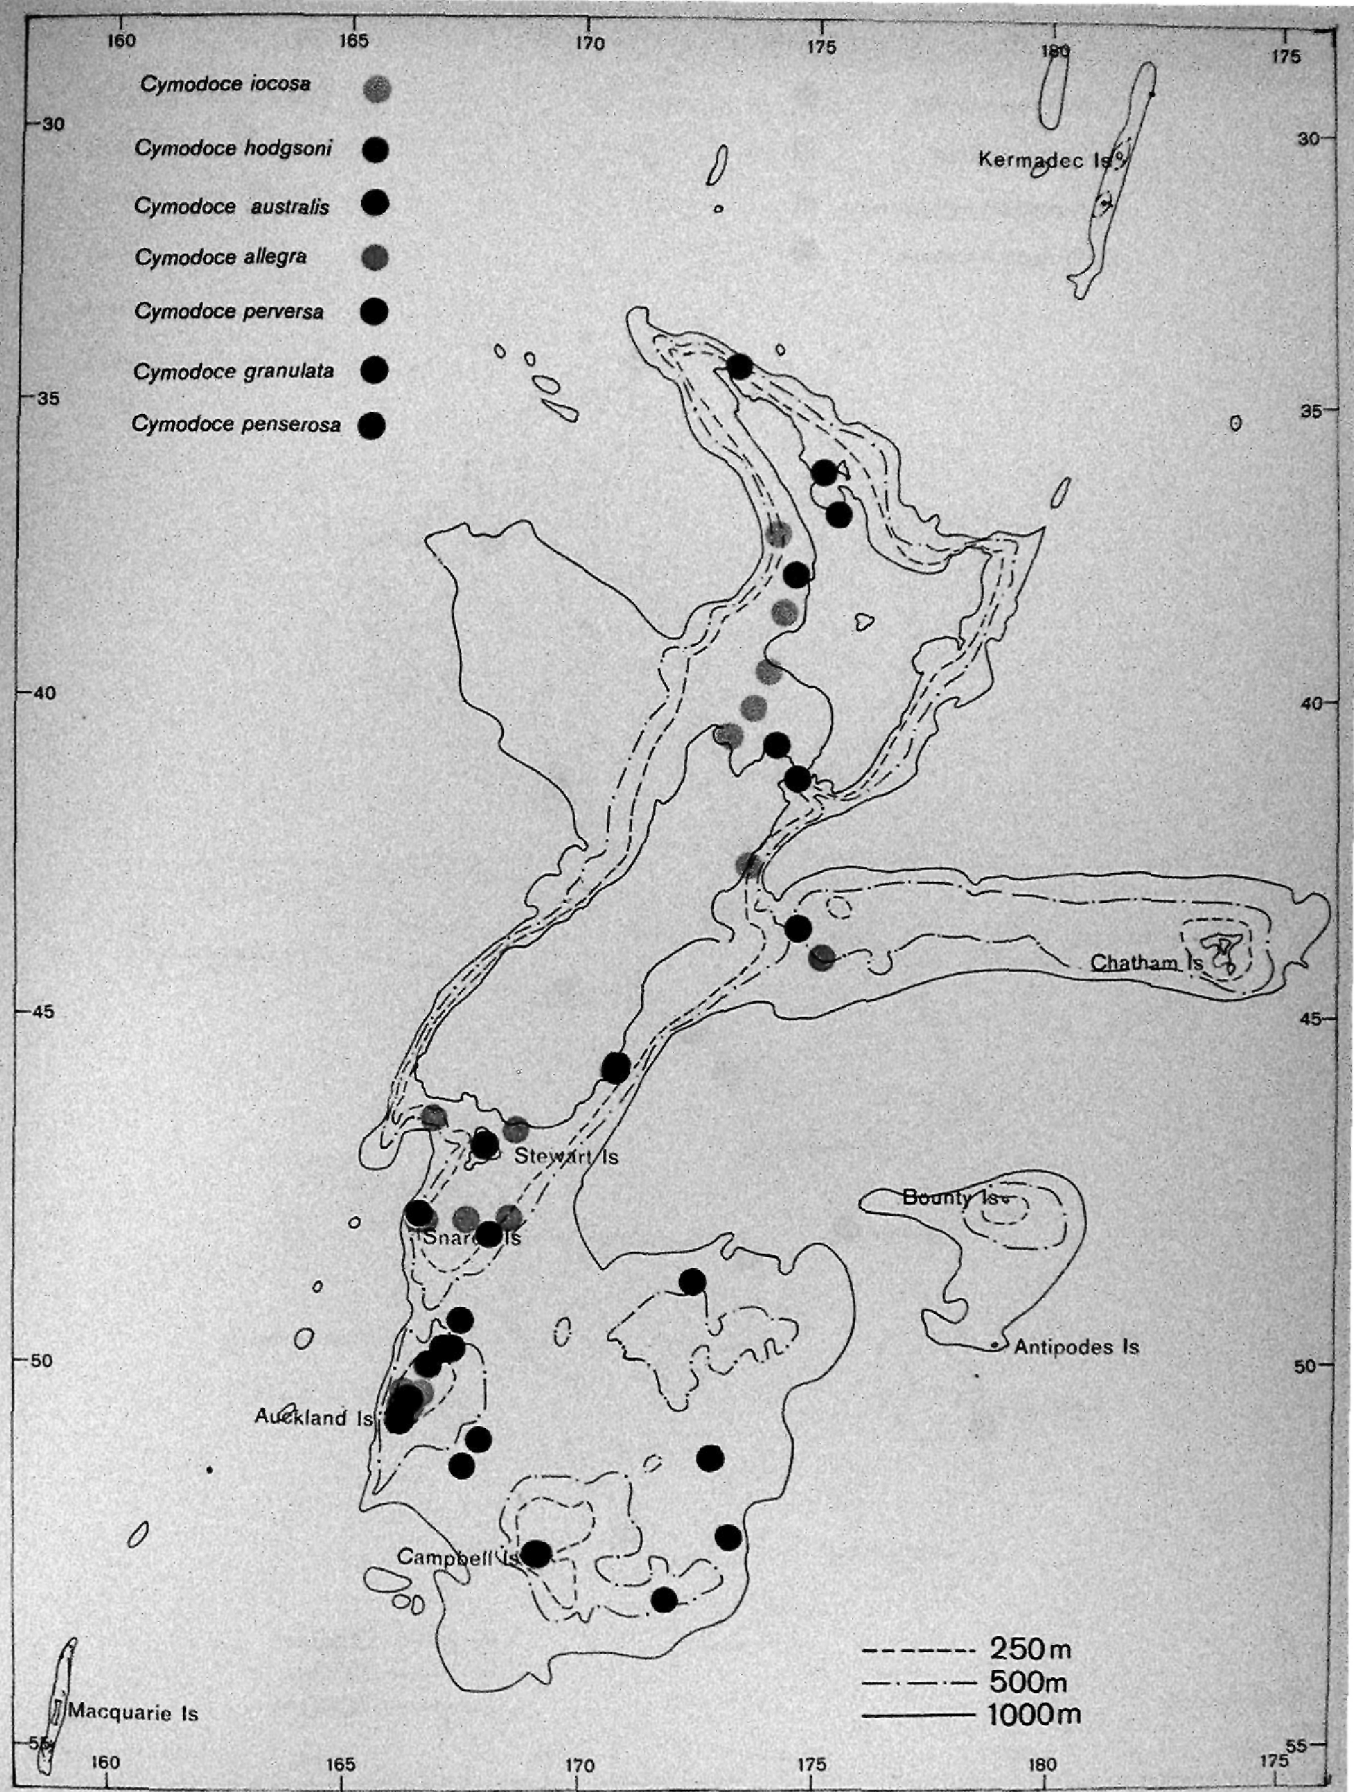 160 165 170 175 180 175
Cymodoce iocosa
30
Cymodoce hodgsoni
30
Kermadec Is
Cymodoce australis
Cymodoce allegra
Cymodoce perversa
Cymodoce granulata
35
35
Cymodoce penserosa
40
40
Chatham Is
45
45
Stewart Is
Bounty Is
Snares Is
Antipodes Is
50
50
Auckland Is
Campbell Is
250m
500m
Macquarie Is
1000m
55
55
160 165 170 175 180 175